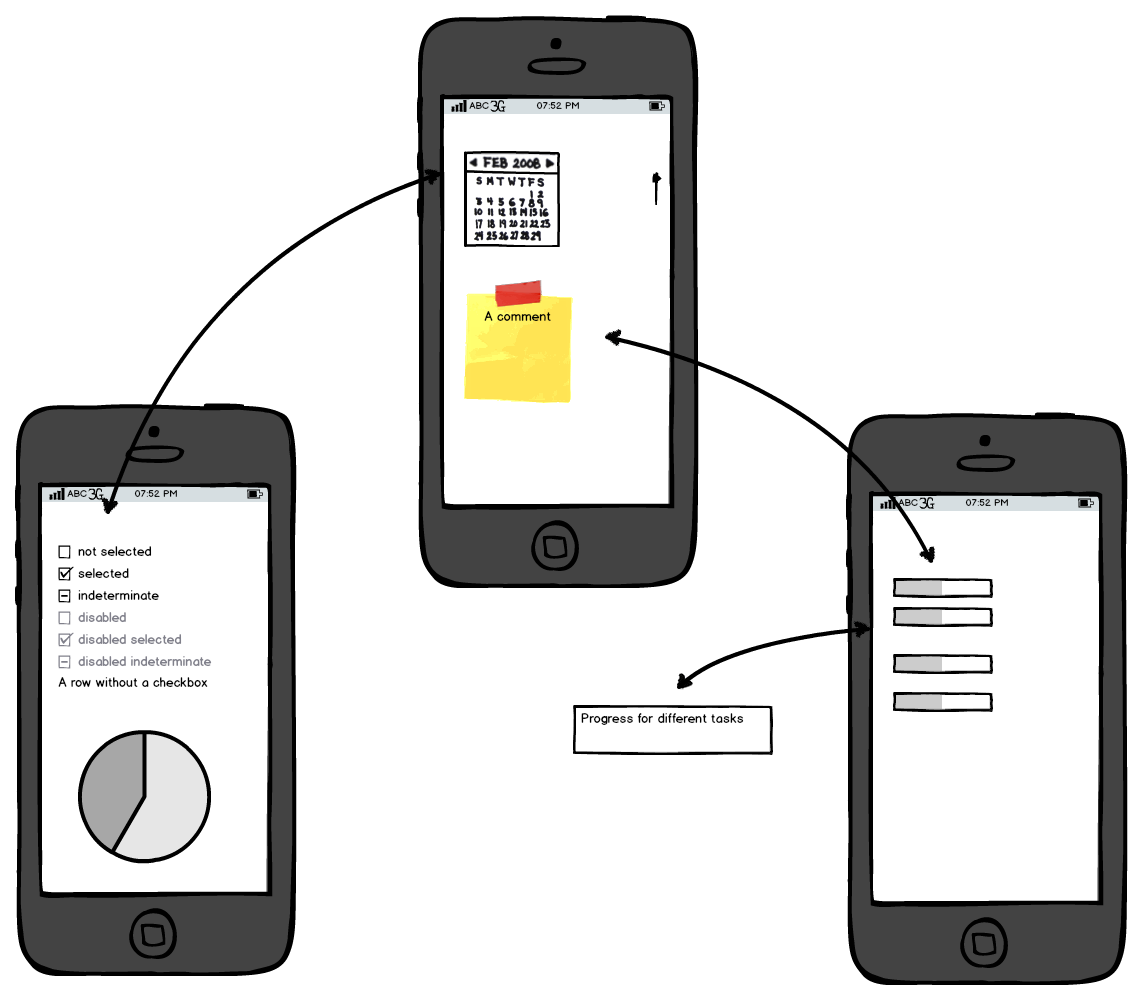 ABC 3G 07:52 PM
FEB 2008
S M T W T F S
1 2
3 4 5 6 7 8 9
10 11 12 13 14 15 16
17 18 19 20 21 22 23
24 25 26 27 28 29
A comment
ABC 3G 07:52 PM
not selected
selected
indeterminate
disabled
disabled selected
disabled indeterminate
A row without a checkbox
ABC 3G 07:52 PM
Progress for different tasks